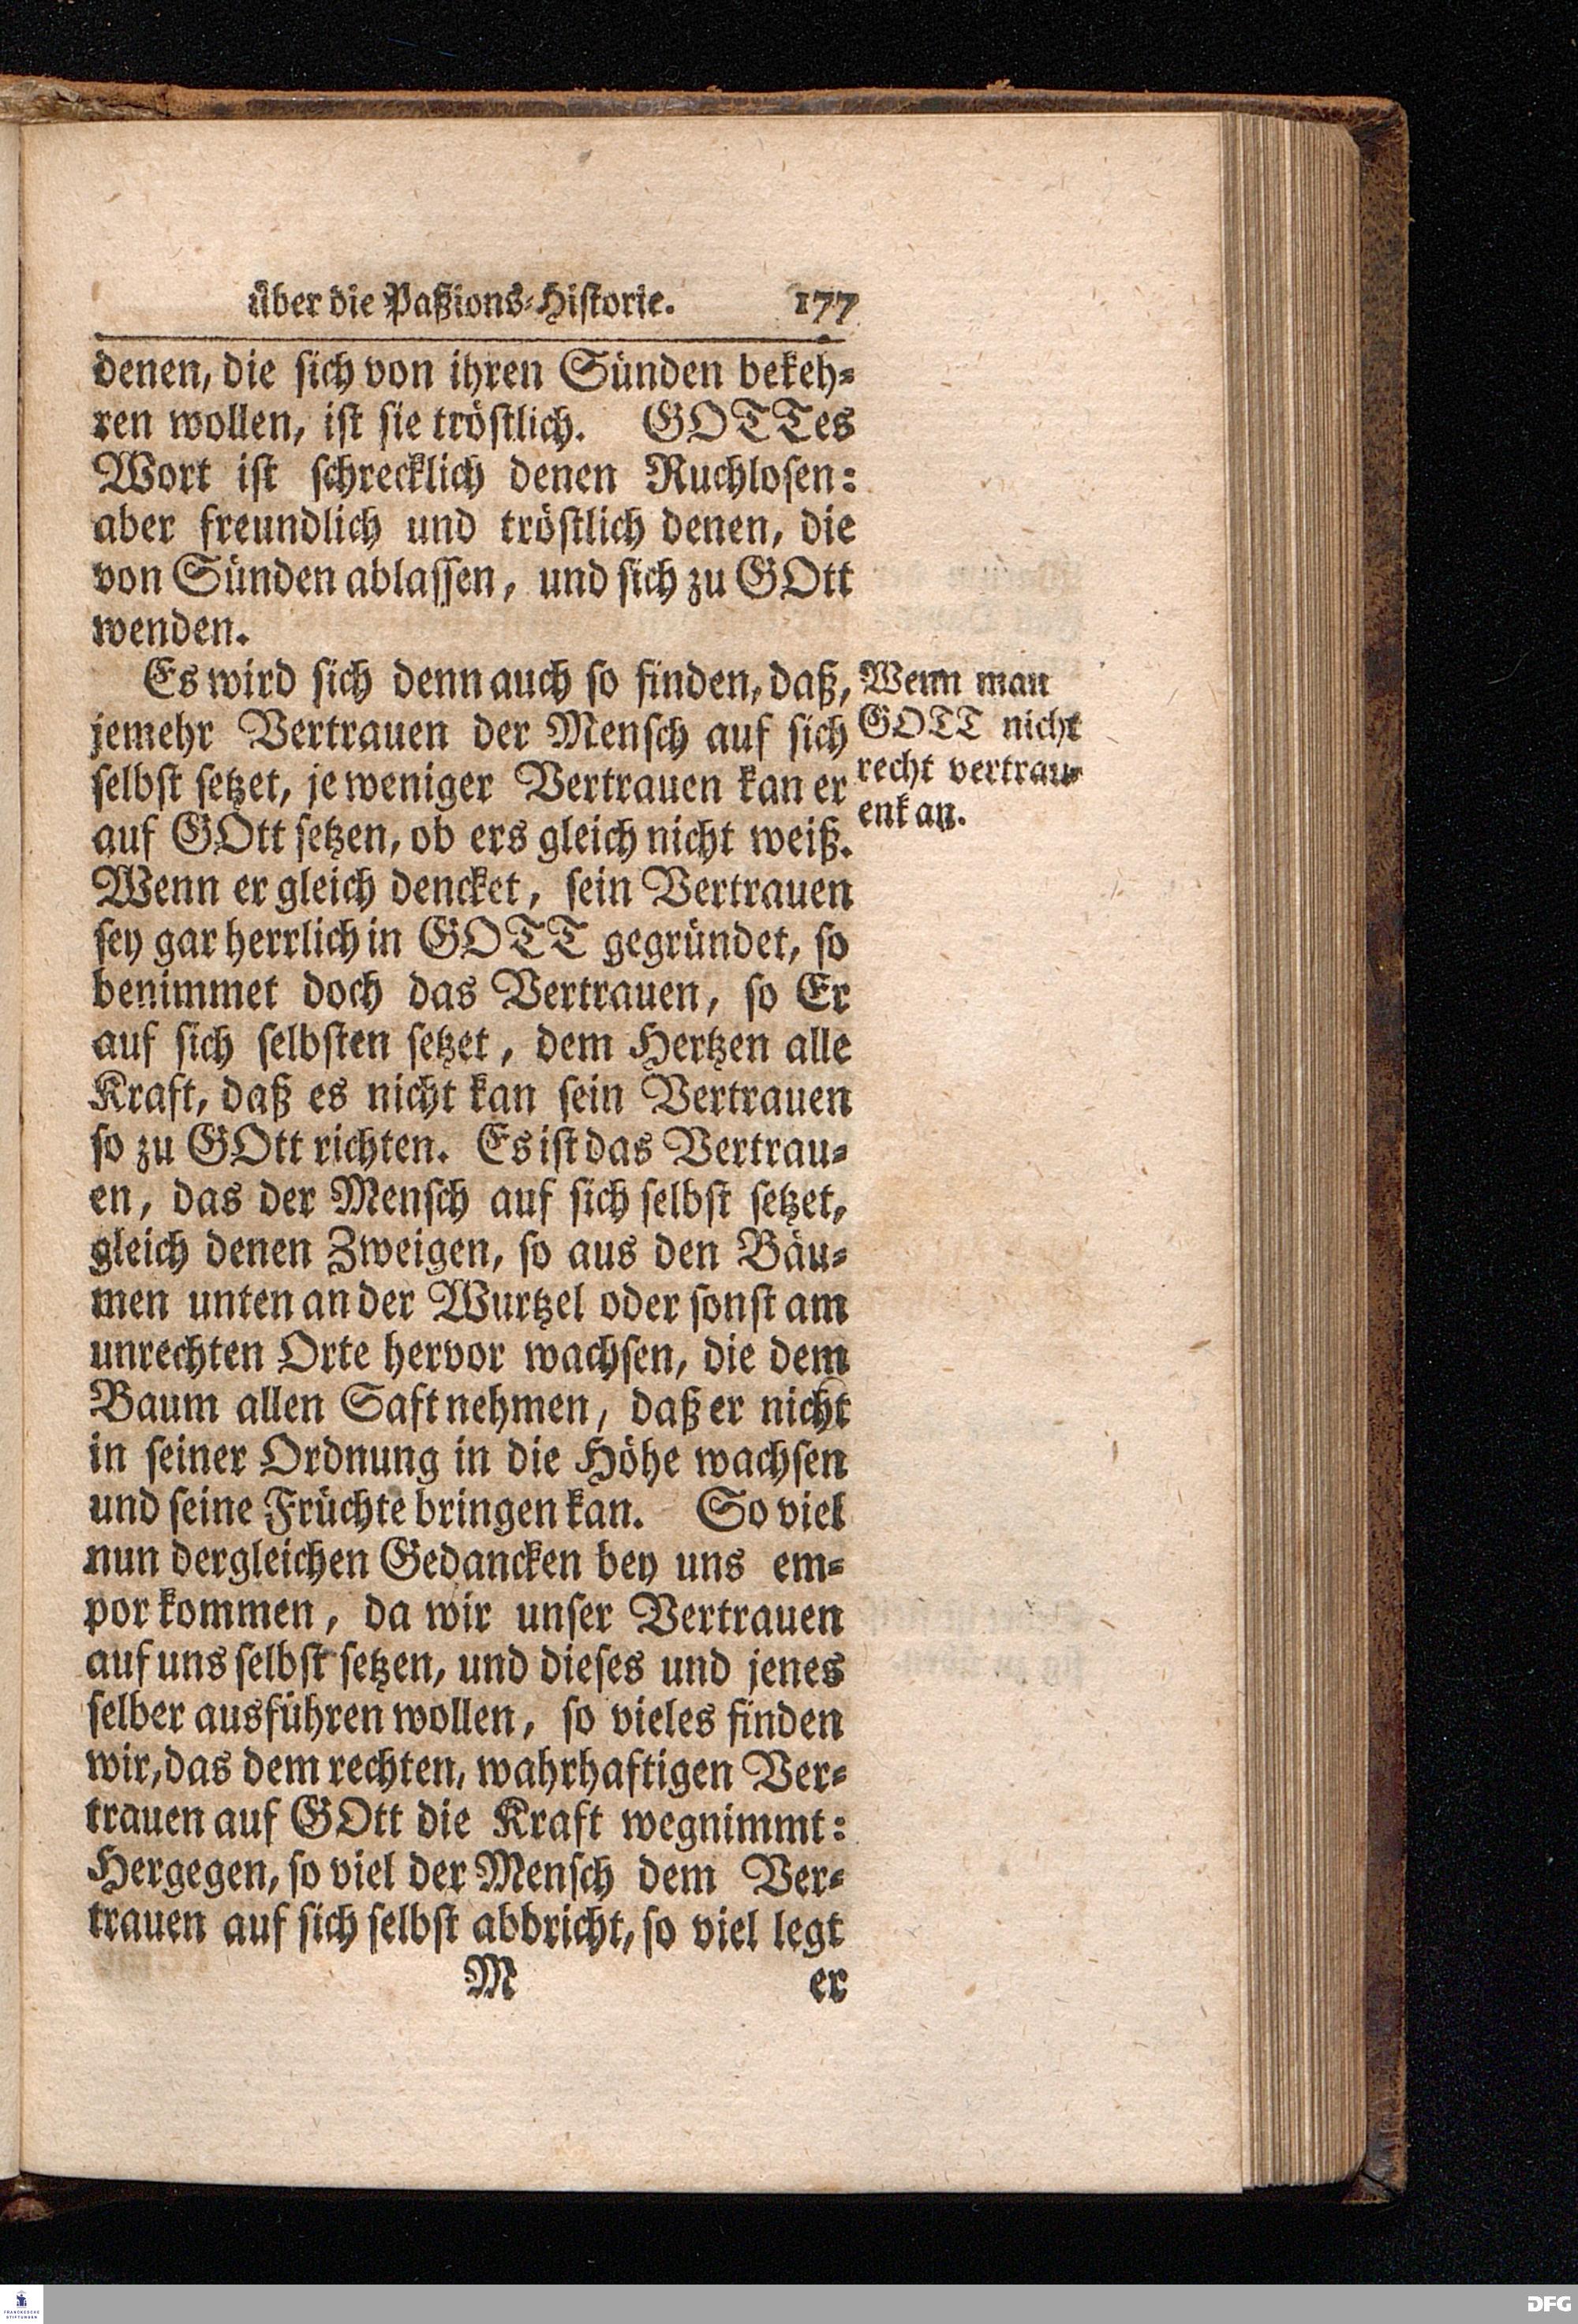 über die Paßions-Historie. 177
denen, die sich von ihren Sünden bekeh-
ren wollen, ist sie tröstlich. GOTTes
Wort ist schrecklich denen Ruchlosen:
aber freundlich und tröstlich denen, die
von Sünden ablassen, und sich zu GOtt
wenden.
Es wird sich denn auch so finden, daß,
jemehr Vertrauen der Mensch auf sich
selbst setzet, je weniger Vertrauen kan er
auf GOtt setzen, ob ers gleich nicht weiß.
Wenn er gleich dencket, sein Vertrauen
sey gar herrlich in GOTT gegründet, so
benimmet doch das Vertrauen, so Er
auf sich selbsten setzet, dem Hertzen alle
Kraft, daß es nicht kan sein Vertrauen
so zu GOtt richten. Es ist das Vertrau-
en, das der Mensch auf sich selbst setzet,
gleich denen Zweigen, so aus den Bäu-
men unten an der Wurtzel oder sonst am
unrechten Orte hervor wachsen, die dem
Baum allen Saft nehmen, daß er nicht
in seiner Ordnung in die Höhe wachsen
und seine Früchte bringen kan. So viel
nun dergleichen Gedancken bey uns em-
por kommen, da wir unser Vertrauen
auf uns selbst setzen, und dieses und jenes
selber ausführen wollen, so vieles finden
wir, das dem rechten, wahrhaftigen Ver-
trauen auf GOtt die Kraft wegnimmt:
Hergegen, so viel der Mensch dem Ver-
trauen auf sich selbst abbricht, so viel legt
M er
Wenn man
GOTT nicht
recht vertrau-
en kan.
FRANCKESCHE
STIFTUNGEN
DFG